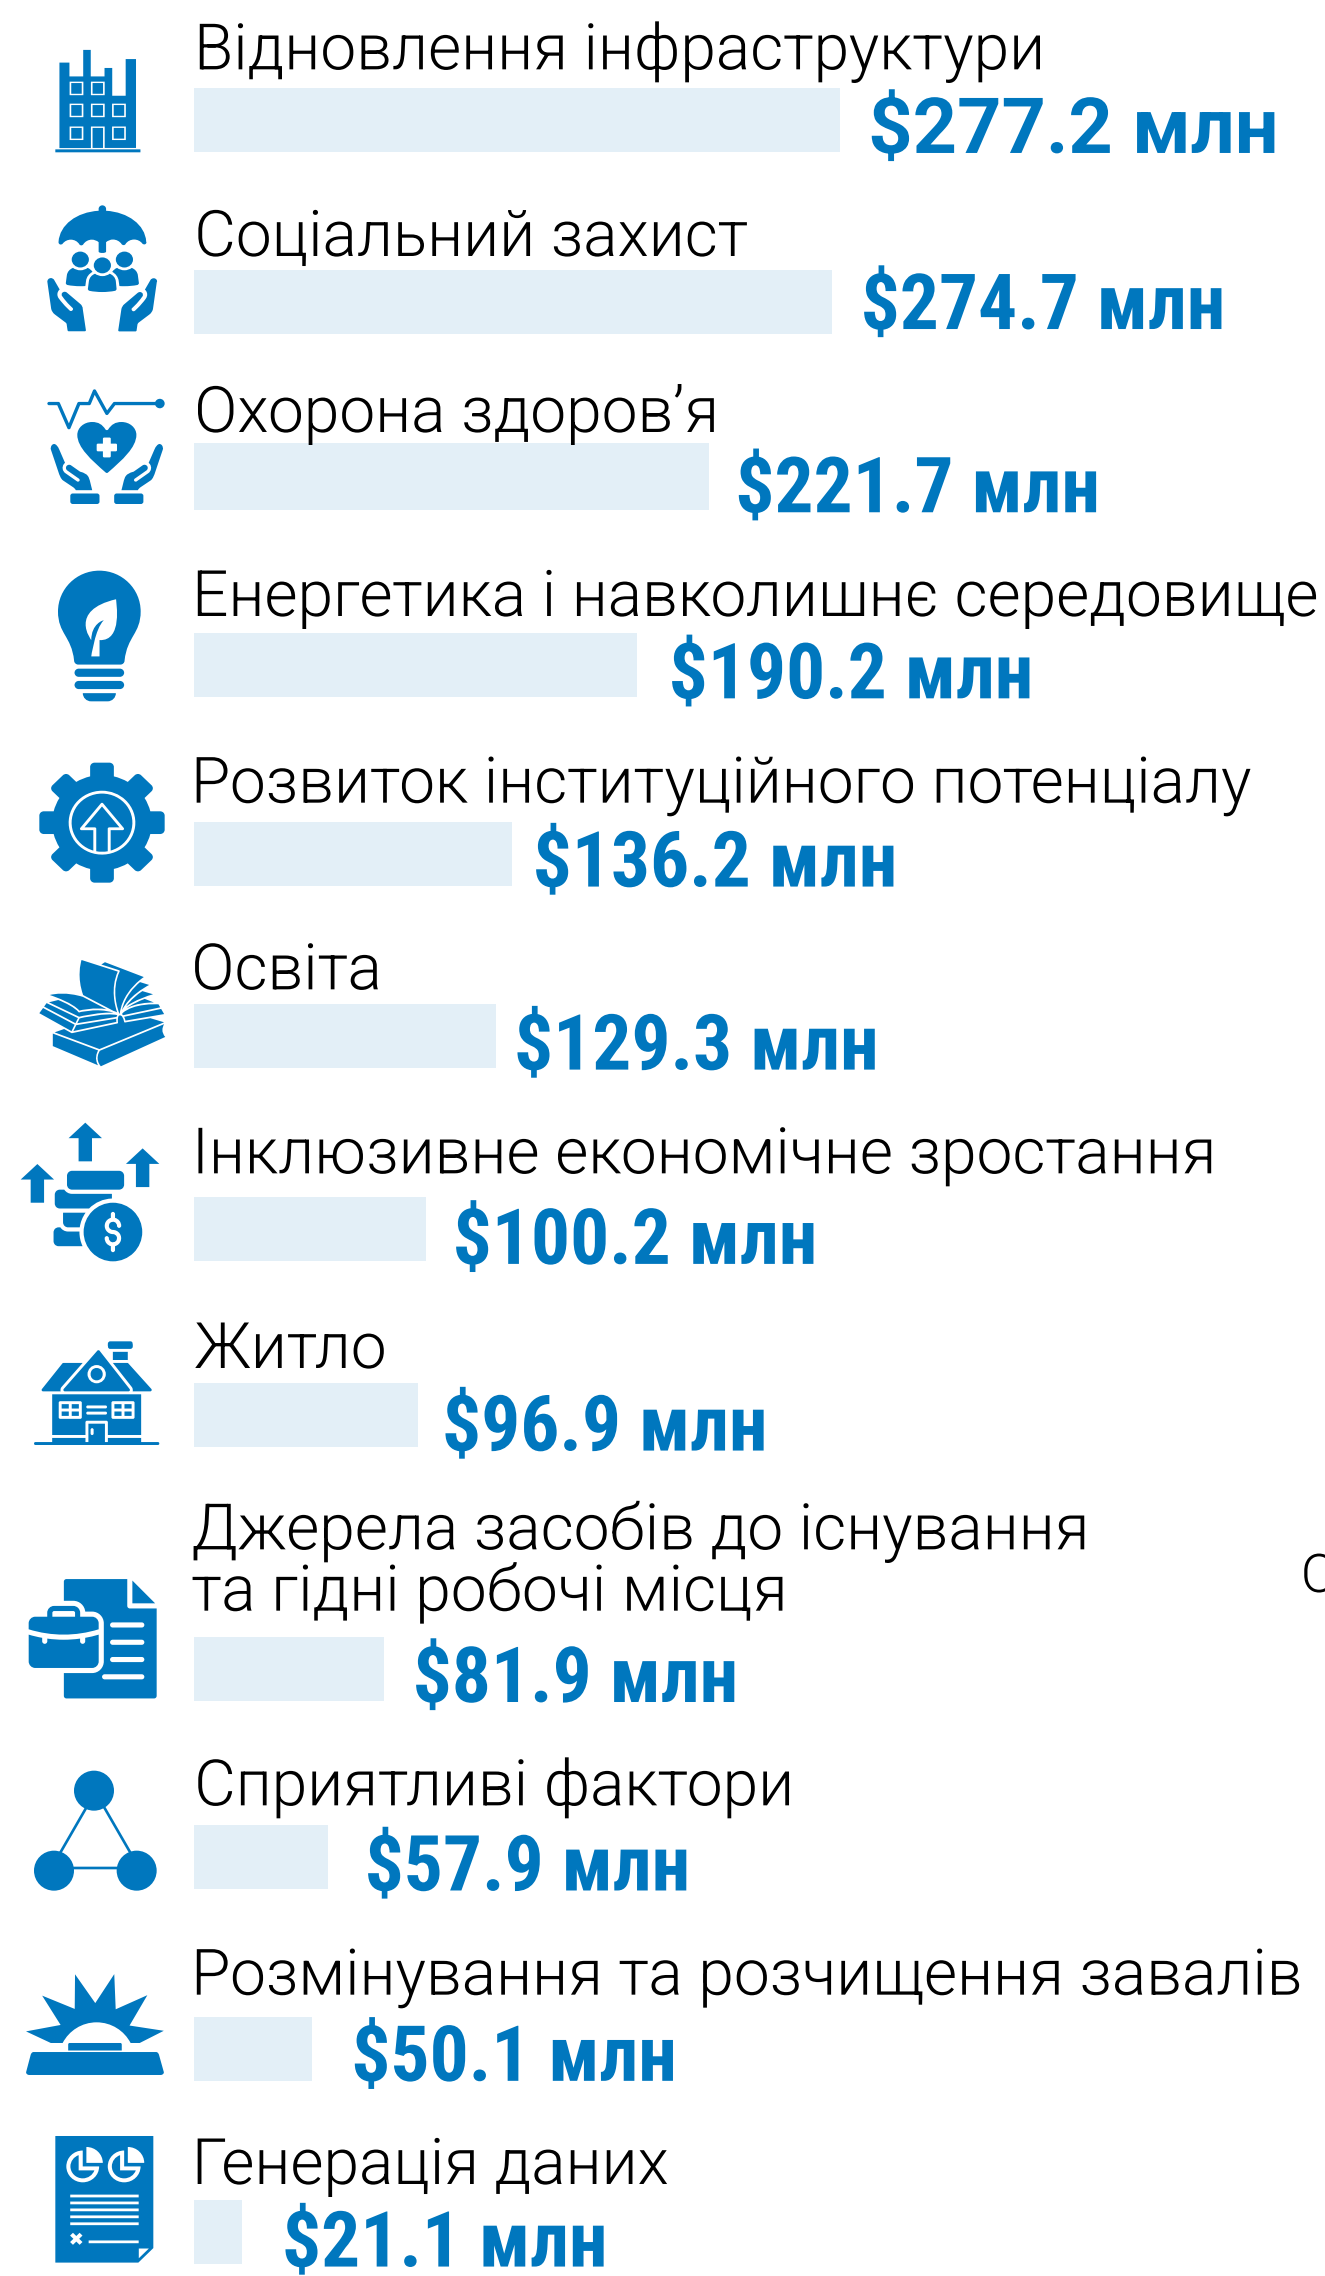 Відновлення інфраструктури
$277.2 млн
Соціальний захист
$274.7 млн
Охорона здоров’я
$221.7 млн
Енергетика і навколишнє середовище
$190.2 млн
Розвиток інституційного потенціалу
$136.2 млн
Освіта
$129.3 млн
Інклюзивне економічне зростання
$100.2 млн
Житло
$96.9 млн
Джерела засобів до існування
та гідні робочі місця
$81.9 млн
Сприятливі фактори
$57.9 млн
Розмінування та розчищення завалів
$50.1 млн
Генерація даних
$21.1 млн